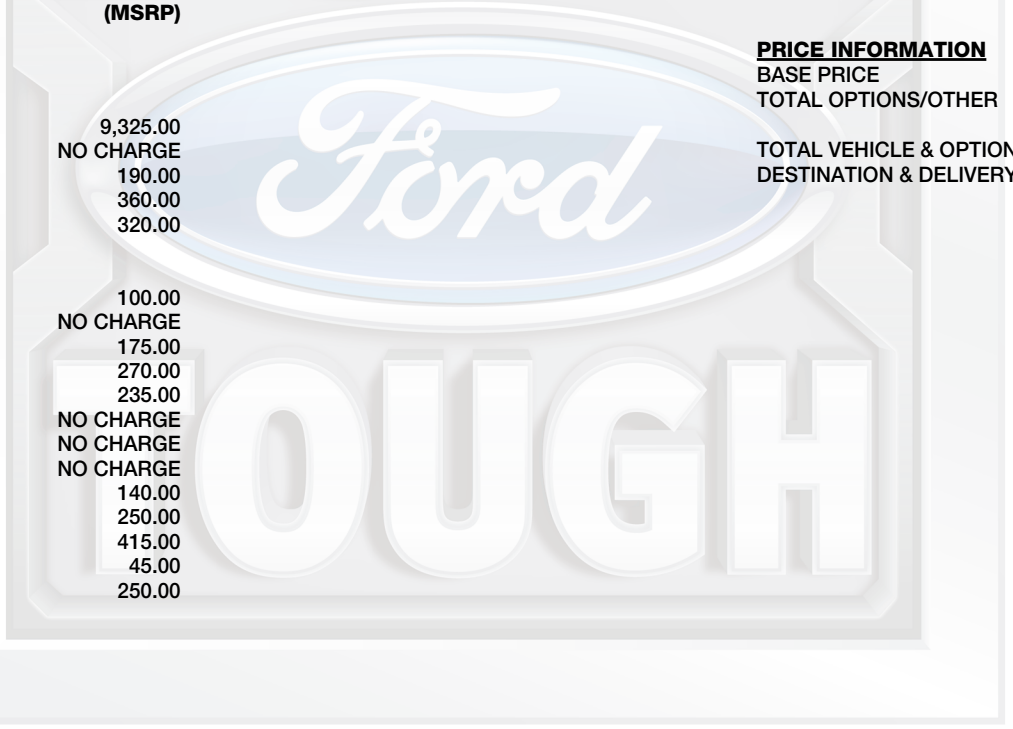 (MSRP)
9,325.00
NO CHARGE
190.00
360.00
320.00
100.00
NO CHARGE
175.00
270.00
235.00
NO CHARGE
NO CHARGE
NO CHARGE
140.00
250.00
415.00
45.00
250.00
PRICE INFORMATION
BASE PRICE
TOTAL OPTIONS/OTHER
TOTAL VEHICLE & OPTION
DESTINATION & DELIVERY
Ford
TOUGH